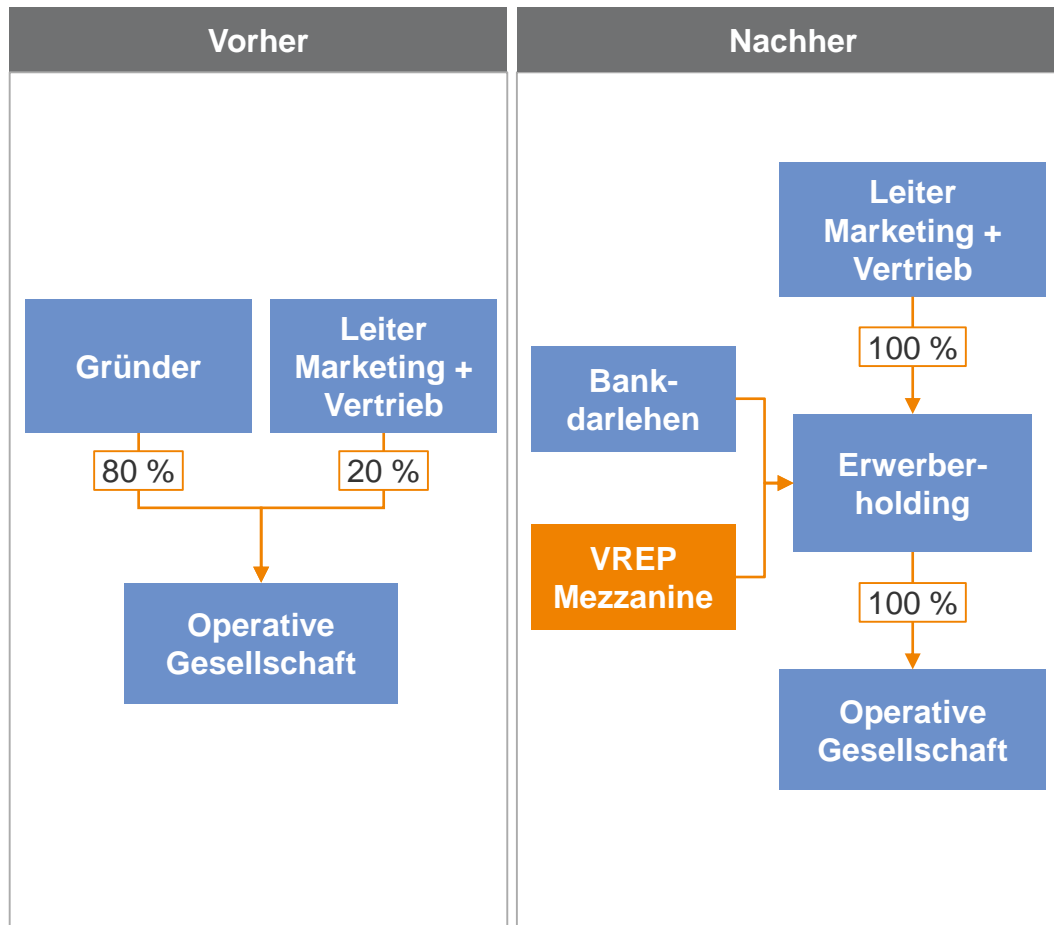 Vorher
Gründer
Leiter
Marketing +
Vertrieb
80 %
20 %
Operative
Gesellschaft
Nachher
Leiter
Marketing +
Vertrieb
100 %
Bank-
darlehen
Erwerber-
holding
VREP
Mezzanine
100 %
Operative
Gesellschaft